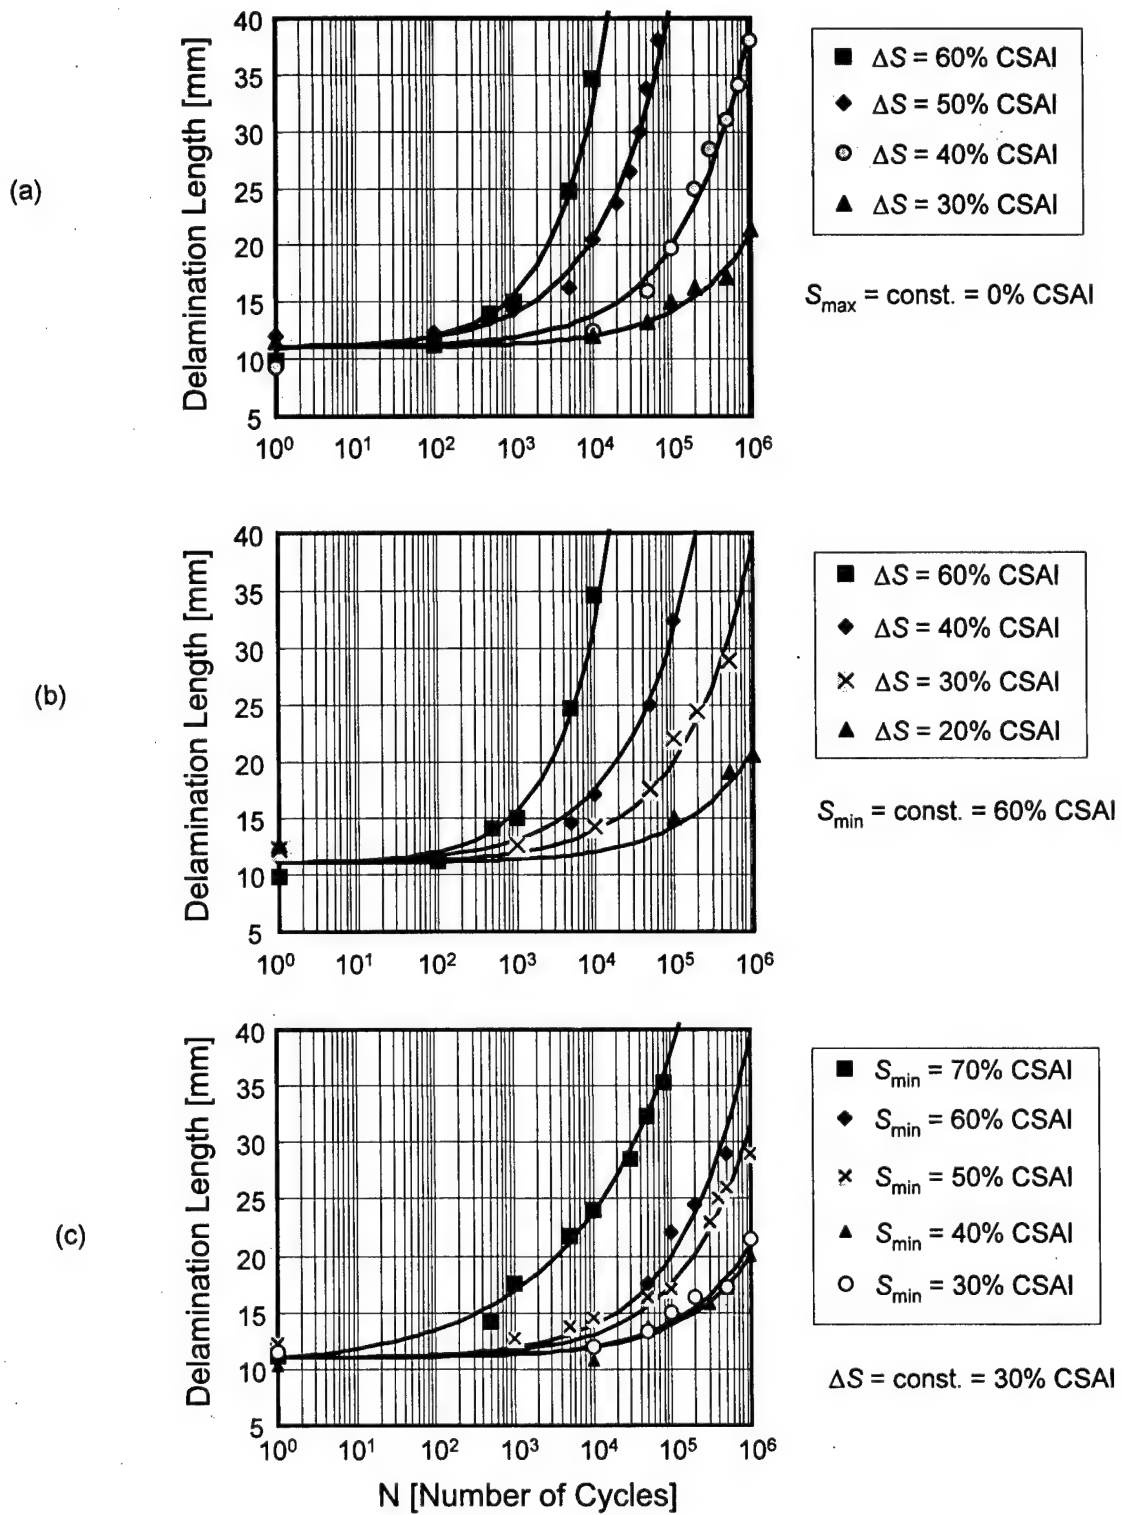 (a)
Delamination Length [mm]
40
35
30
25
20
15
10
5
10⁰ 10¹ 10² 10³ 10⁴ 10⁵ 10⁶
ΔS = 60% CSAI
ΔS = 50% CSAI
ΔS = 40% CSAI
ΔS = 30% CSAI
Smax = const. = 0% CSAI
(b)
Delamination Length [mm]
40
35
30
25
20
15
10
5
10⁰ 10¹ 10² 10³ 10⁴ 10⁵ 10⁶
ΔS = 60% CSAI
ΔS = 40% CSAI
ΔS = 30% CSAI
ΔS = 20% CSAI
Smin = const. = 60% CSAI
(c)
Delamination Length [mm]
40
35
30
25
20
15
10
5
10⁰ 10¹ 10² 10³ 10⁴ 10⁵ 10⁶
N [Number of Cycles]
Smin = 70% CSAI
Smin = 60% CSAI
Smin = 50% CSAI
Smin = 40% CSAI
Smin = 30% CSAI
ΔS = const. = 30% CSAI